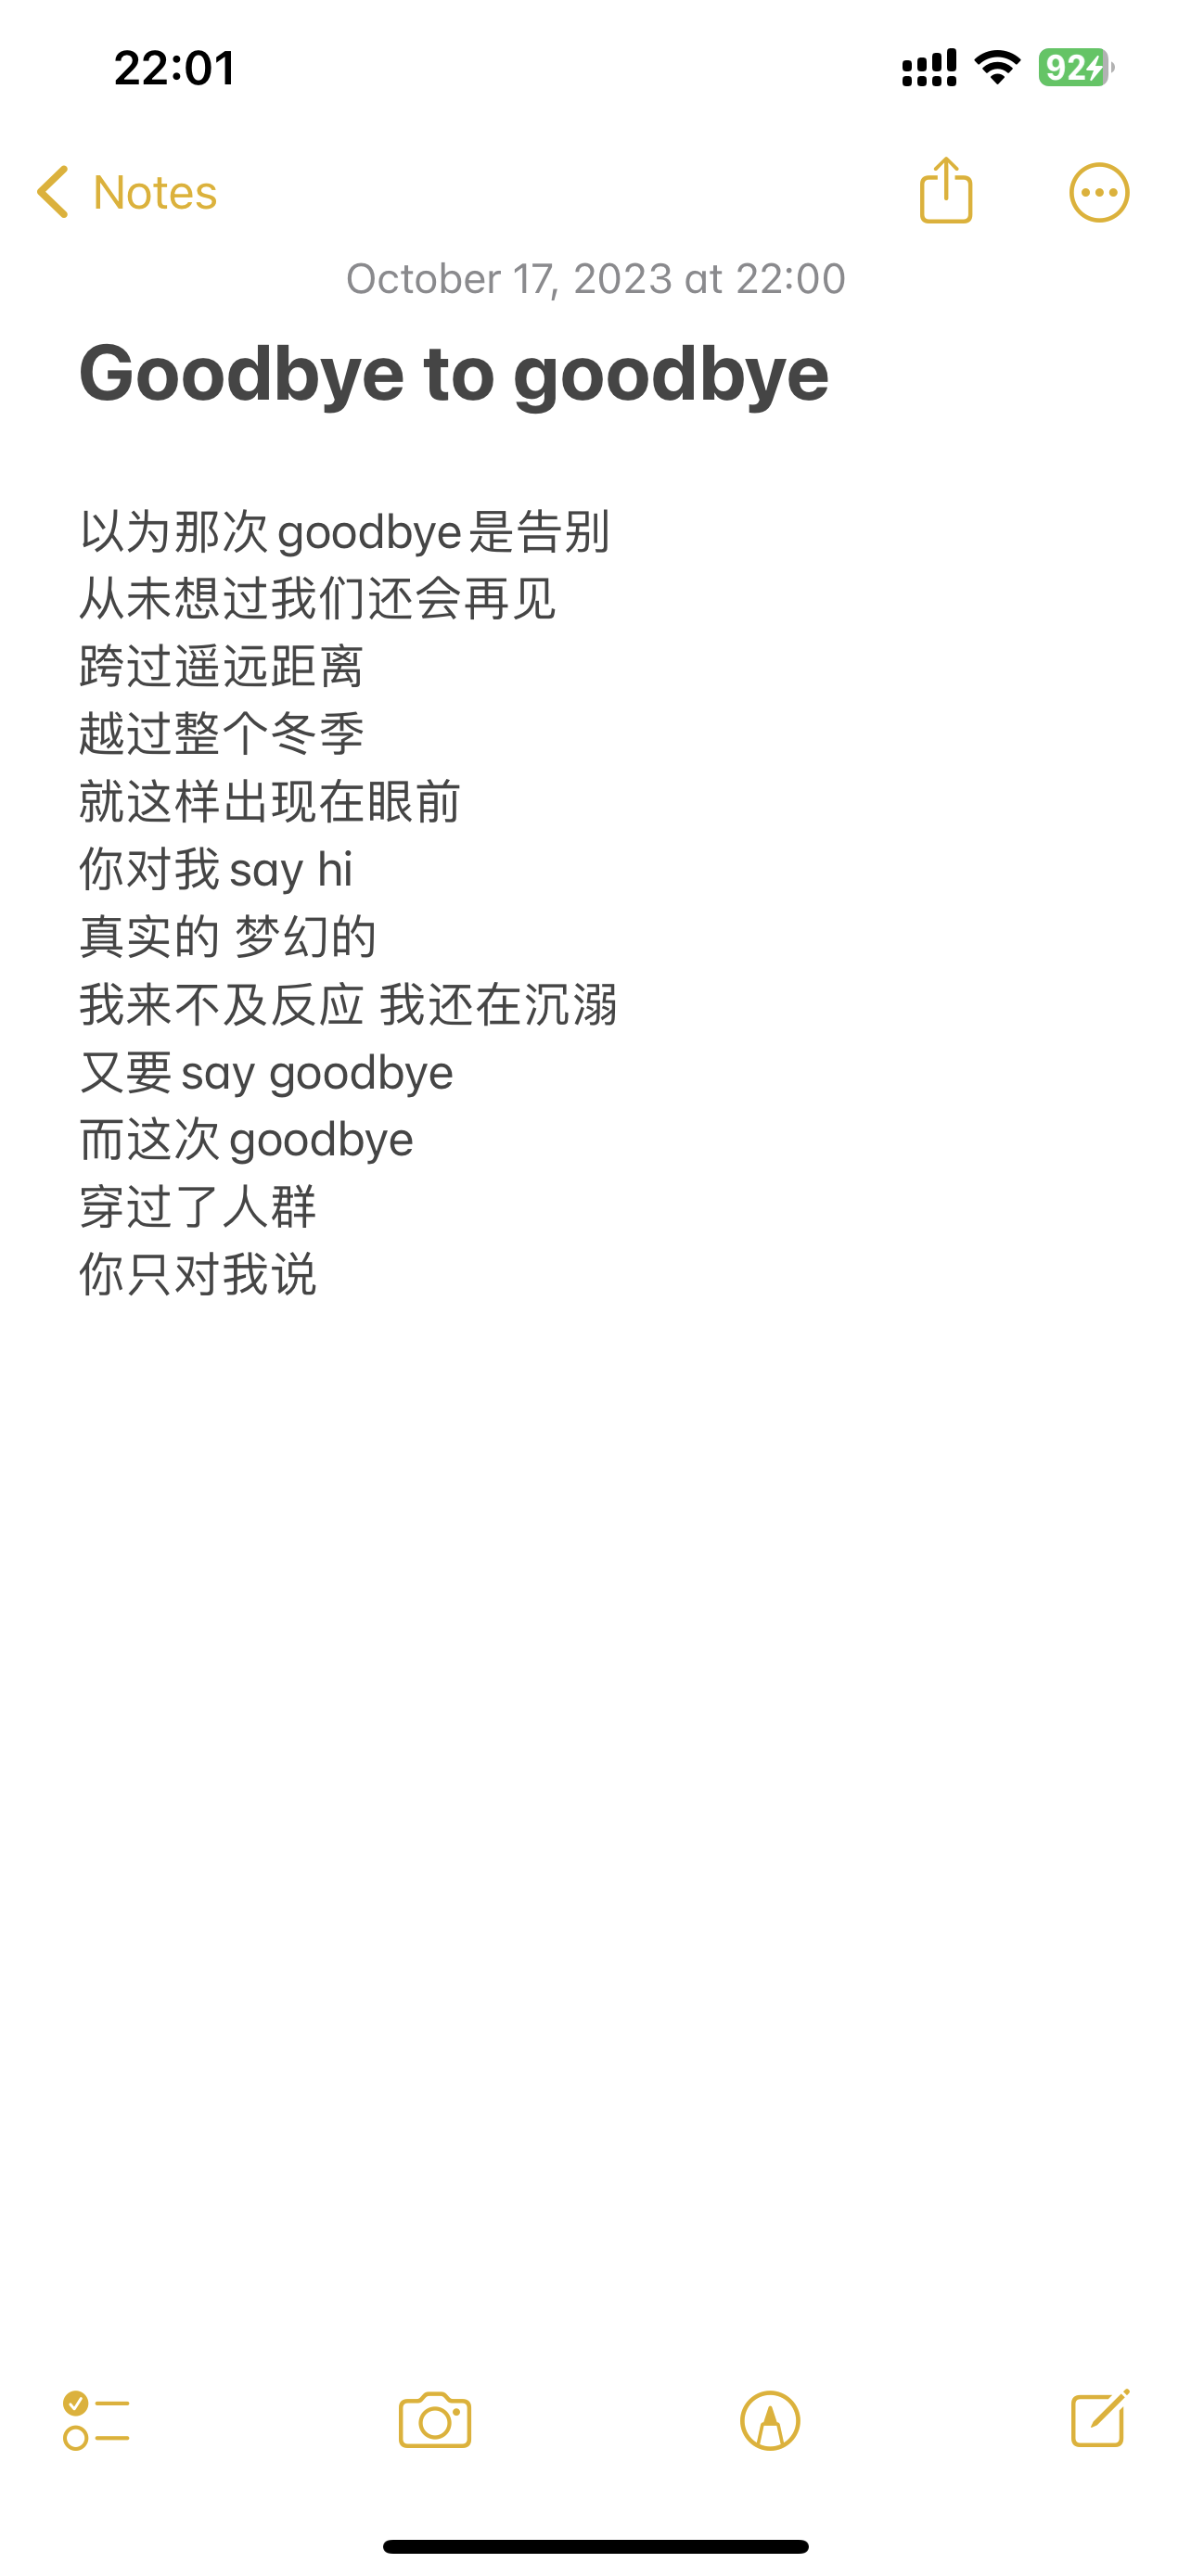 22:01
92
Notes
October 17, 2023 at 22:00
Goodbye to goodbye
以为那次 goodbye 是告别
从未想过我们还会再见
跨过遥远距离
越过整个冬季
就这样出现在眼前
你对我 say hi
真实的 梦幻的
我来不及反应 我还在沉溺
又要 say goodbye
而这次 goodbye
穿过了人群
你只对我说